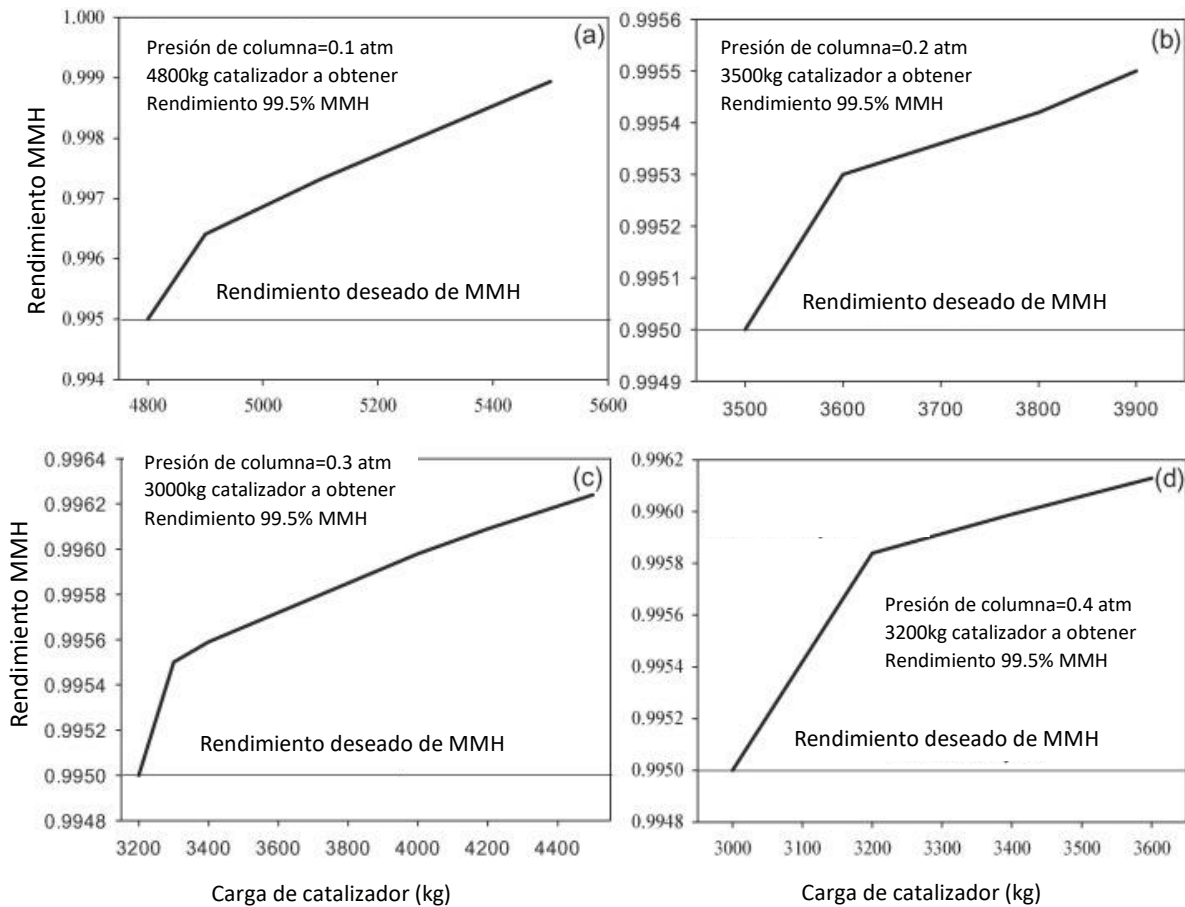 1.000
0.999
0.998
0.997
0.996
0.995
0.994
Rendimiento MMH
Presión de columna=0.1 atm
4800kg catalizador a obtener
Rendimiento 99.5% MMH
(a)
Rendimiento deseado de MMH
4800 5000 5200 5400 5600
0.9956
0.9955
0.9954
0.9953
0.9952
0.9951
0.9950
0.9949
Presión de columna=0.2 atm
3500kg catalizador a obtener
Rendimiento 99.5% MMH
(b)
Rendimiento deseado de MMH
3500 3600 3700 3800 3900
0.9964
0.9962
0.9960
0.9958
0.9956
0.9954
0.9952
0.9950
0.9948
Rendimiento MMH
Presión de columna=0.3 atm
3000kg catalizador a obtener
Rendimiento 99.5% MMH
(c)
Rendimiento deseado de MMH
3200 3400 3600 3800 4000 4200 4400
Carga de catalizador (kg)
0.9962
0.9960
0.9958
0.9956
0.9954
0.9952
0.9950
0.9948
(d)
Presión de columna=0.4 atm
3200kg catalizador a obtener
Rendimiento 99.5% MMH
Rendimiento deseado de MMH
3000 3100 3200 3300 3400 3500 3600
Carga de catalizador (kg)